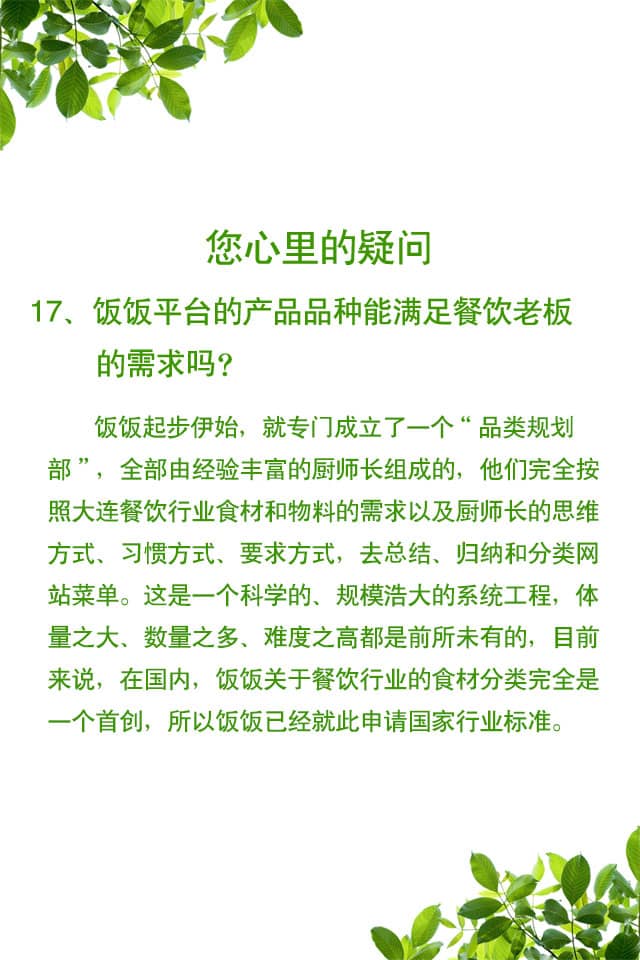 您心里的疑问
17、饭饭平台的产品品种能满足餐饮老板
的需求吗？
饭饭起步伊始，就专门成立了一个“品类规划
部”，全部由经验丰富的厨师长组成的，他们完全按
照大连餐饮行业食材和物料的需求以及厨师长的思维
方式、习惯方式、要求方式，去总结、归纳和分类网
站菜单。这是一个科学的、规模浩大的系统工程，体
量之大、数量之多、难度之高都是前所未有的，目前
来说，在国内，饭饭关于餐饮行业的食材分类完全是
一个首创，所以饭饭已经就此申请国家行业标准。